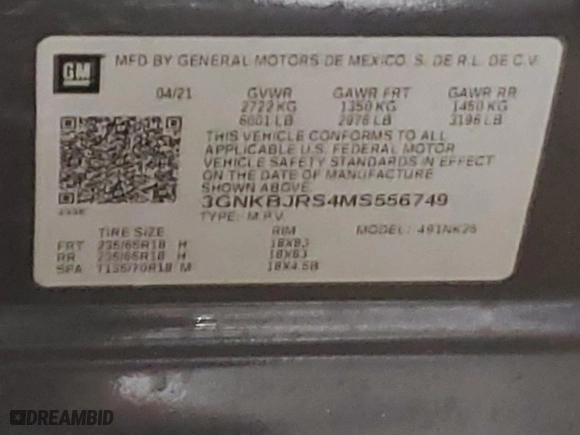 GM
MFD BY GENERAL MOTORS DE MEXICO, S. DE R.L. DE C.V.
04/21 GVWR GAWR FRT GAWR RR
2722 KG 1350 KG 1450 KG
6001 LB 2976 LB 3196 LB
THIS VEHICLE CONFORMS TO ALL
APPLICABLE U.S. FEDERAL MOTOR
VEHICLE SAFETY STANDARDS IN EFFECT
ON THE DATE OF MANUFACTURE
SHOWN ABOVE.
3GNKBJRS4MS556749
TYPE: M.P.V. MODEL: 491NK26
TIRE SIZE RIM
FRT 235/65R18 H 18X8J
RR 235/65R18 H 18X8J
SPA T135/70R18 M 18X4.5B
DREAMBID